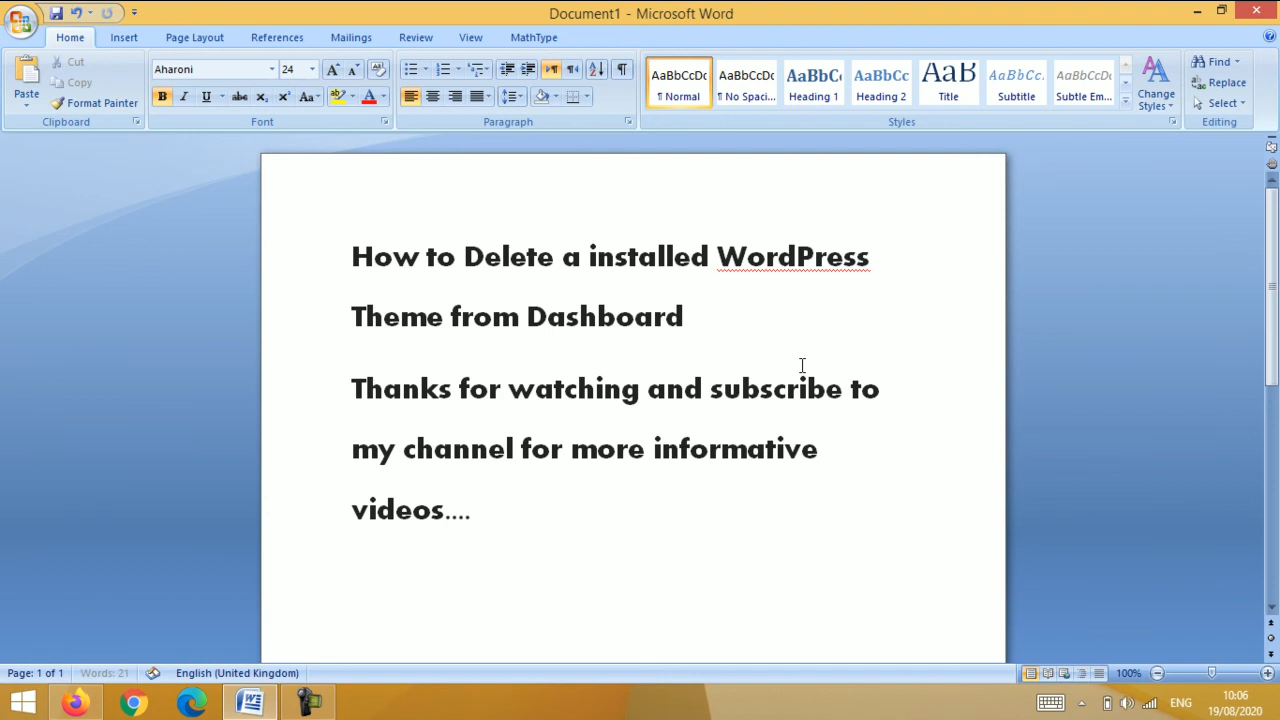 Document1 - Microsoft Word
Home Insert Page Layout References Mailings Review View MathType
Paste
Cut
Copy
Format Painter
Clipboard
Aharoni 24
B I U abc x₂ x² Aa
Font
Paragraph
AaBbCcDc AaBbCcDc AaBbC AaBbCc AaB AaBbCc. AaBbCcDc
¶ Normal ¶ No Spaci... Heading 1 Heading 2 Title Subtitle Subtle Em...
Change Styles
Styles
Find
Replace
Select
Editing
How to Delete a installed WordPress
Theme from Dashboard
Thanks for watching and subscribe to
my channel for more informative
videos....
Page: 1 of 1 Words: 21 English (United Kingdom) 100%
ENG 10:06
19/08/2020